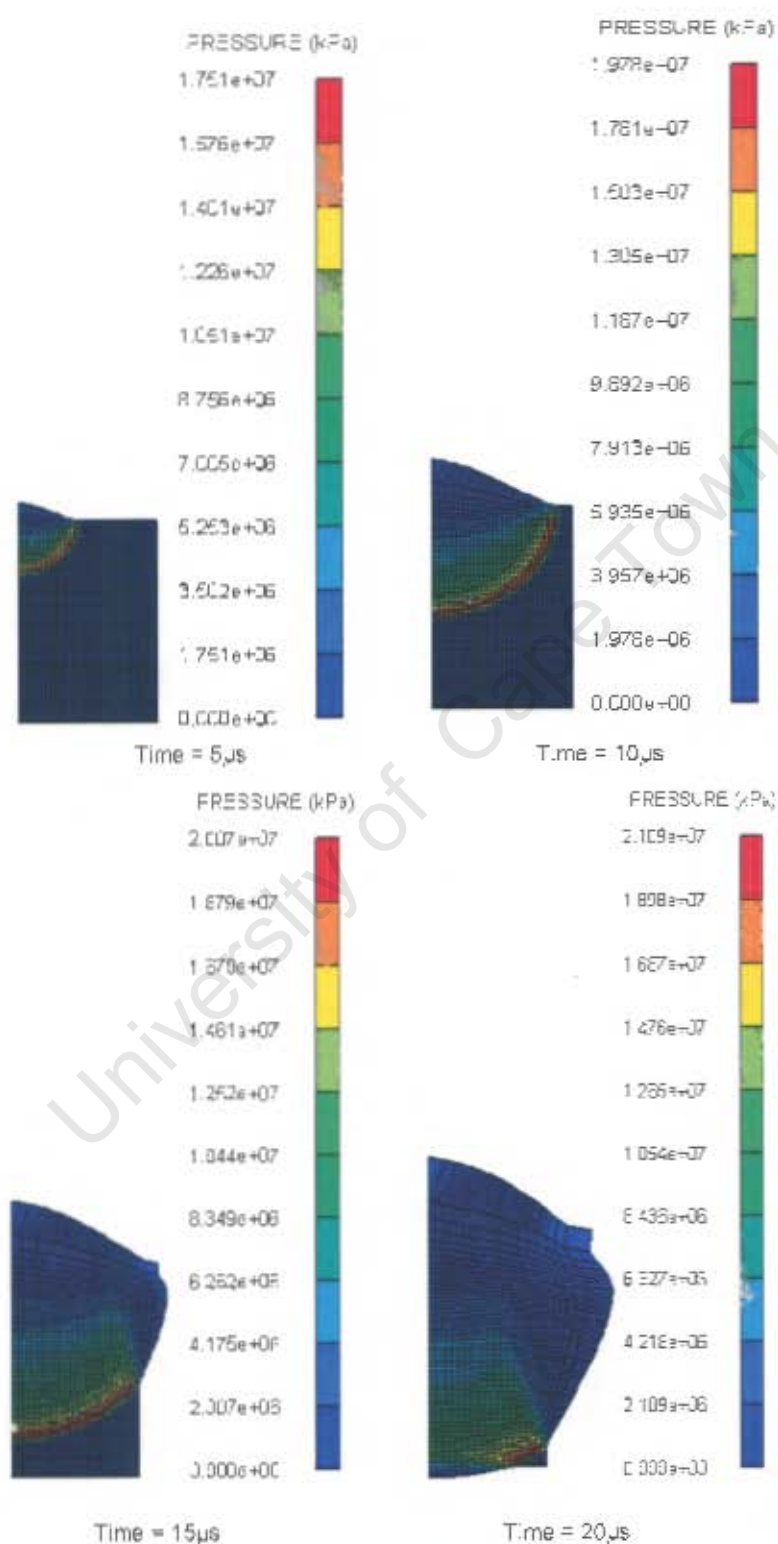 PRESSURE (kPa)
1.751e+07
1.576e+07
1.401e+07
1.226e+07
1.051e+07
8.756e+06
7.005e+06
5.253e+06
3.502e+06
1.751e+06
0.000e+00
Time = 5µs
PRESSURE (kPa)
1.978e+07
1.781e+07
1.583e+07
1.385e+07
1.187e+07
9.892e+06
7.913e+06
5.935e+06
3.957e+06
1.978e+06
0.000e+00
Time = 10µs
PRESSURE (kPa)
2.087e+07
1.879e+07
1.670e+07
1.461e+07
1.252e+07
1.044e+07
8.349e+06
6.262e+06
4.175e+06
2.087e+06
0.000e+00
Time = 15µs
PRESSURE (kPa)
2.109e+07
1.898e+07
1.687e+07
1.476e+07
1.265e+07
1.054e+07
8.436e+06
6.327e+06
4.218e+06
2.109e+06
0.000e+00
Time = 20µs
University of Cape Town